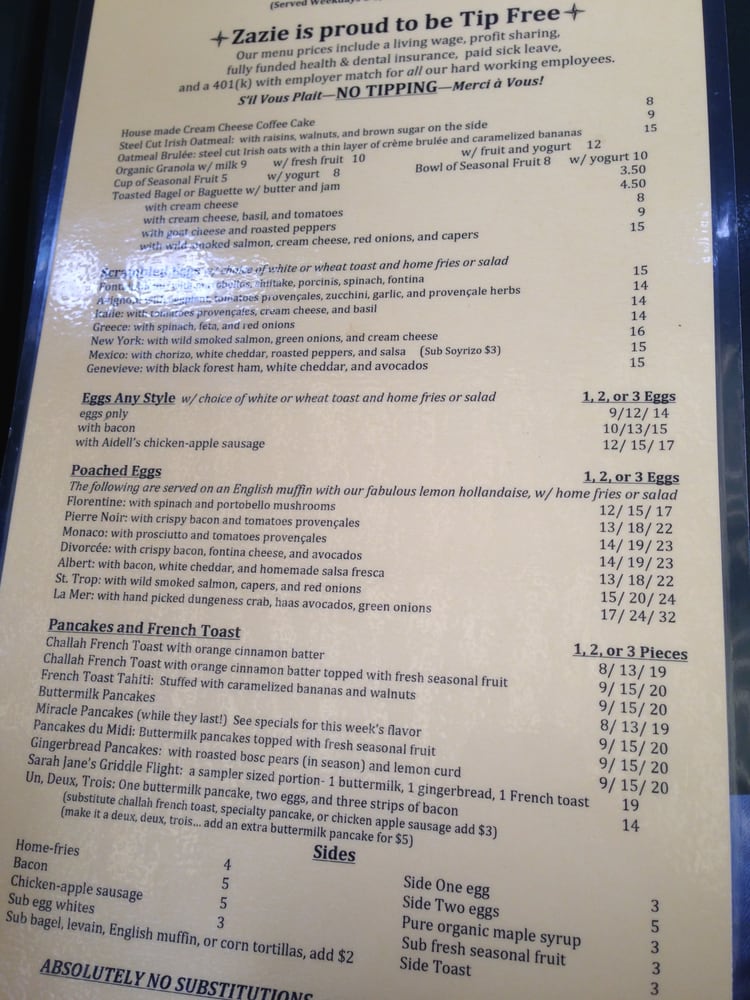 (Served Weekdays
Zazie is proud to be Tip Free
Our menu prices include a living wage, profit sharing,
fully funded health & dental insurance, paid sick leave,
and a 401(k) with employer match for all our hard working employees.
S'il Vous Plait—NO TIPPING—Merci à Vous!
House made Cream Cheese Coffee Cake 8
Steel Cut Irish Oatmeal: with raisins, walnuts, and brown sugar on the side 9
Oatmeal Brulée: steel cut Irish oats with a thin layer of crème brulée and caramelized bananas 15
Organic Granola w/ milk 9 w/ fresh fruit 10 w/ fruit and yogurt 12
Cup of Seasonal Fruit 5 w/ yogurt 8 Bowl of Seasonal Fruit 8 w/ yogurt 10
Toasted Bagel or Baguette w/ butter and jam 3.50
with cream cheese 4.50
with cream cheese, basil, and tomatoes 8
with goat cheese and roasted peppers 9
with wild smoked salmon, cream cheese, red onions, and capers 15
Scrambled Eggs w/ choice of white or wheat toast and home fries or salad
shiitake, porcinis, spinach, fontina 15
tomatoes provençales, zucchini, garlic, and provençale herbs 14
Italie: with tomatoes provençales, cream cheese, and basil 14
Greece: with spinach, feta, and red onions 14
New York: with wild smoked salmon, green onions, and cream cheese 16
Mexico: with chorizo, white cheddar, roasted peppers, and salsa (Sub Soyrizo $3) 15
Genevieve: with black forest ham, white cheddar, and avocados 15
Eggs Any Style w/ choice of white or wheat toast and home fries or salad 1, 2, or 3 Eggs
eggs only 9/12/ 14
with bacon 10/13/15
with Aidell's chicken-apple sausage 12/ 15/ 17
Poached Eggs 1, 2, or 3 Eggs
The following are served on an English muffin with our fabulous lemon hollandaise, w/ home fries or salad
Florentine: with spinach and portobello mushrooms 12/ 15/ 17
Pierre Noir: with crispy bacon and tomatoes provençales 13/ 18/ 22
Monaco: with prosciutto and tomatoes provençales 14/ 19/ 23
Divorcée: with crispy bacon, fontina cheese, and avocados 14/ 19/ 23
Albert: with bacon, white cheddar, and homemade salsa fresca 13/ 18/ 22
St. Trop: with wild smoked salmon, capers, and red onions 15/ 20/ 24
La Mer: with hand picked dungeness crab, haas avocados, green onions 17/ 24/ 32
Pancakes and French Toast 1, 2, or 3 Pieces
Challah French Toast with orange cinnamon batter 8/ 13/ 19
Challah French Toast with orange cinnamon batter topped with fresh seasonal fruit 9/ 15/ 20
French Toast Tahiti: Stuffed with caramelized bananas and walnuts 9/ 15/ 20
Buttermilk Pancakes 8/ 13/ 19
Miracle Pancakes (while they last!) See specials for this week's flavor 9/ 15/ 20
Pancakes du Midi: Buttermilk pancakes topped with fresh seasonal fruit 9/ 15/ 20
Gingerbread Pancakes: with roasted bosc pears (in season) and lemon curd 9/ 15/ 20
Sarah Jane's Griddle Flight: a sampler sized portion- 1 buttermilk, 1 gingerbread, 1 French toast 19
Un, Deux, Trois: One buttermilk pancake, two eggs, and three strips of bacon 14
(substitute challah french toast, specialty pancake, or chicken apple sausage add $3)
(make it a deux, deux, trois... add an extra buttermilk pancake for $5)
Sides
Home-fries 4
Bacon 5
Chicken-apple sausage 5
Sub egg whites 3
Sub bagel, levain, English muffin, or corn tortillas, add $2
Side One egg 3
Side Two eggs 5
Pure organic maple syrup 3
Sub fresh seasonal fruit 3
Side Toast 3
ABSOLUTELY NO SUBSTITUTIONS